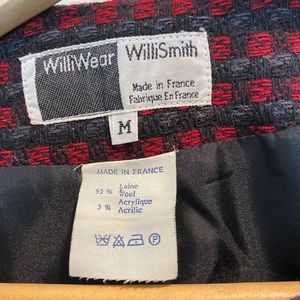 WilliWear WilliSmith
Made in France
Fabriqué En France
M
MADE IN FRANCE
95 % Laine
Wool
5 % Acrylique
Acrilic
P